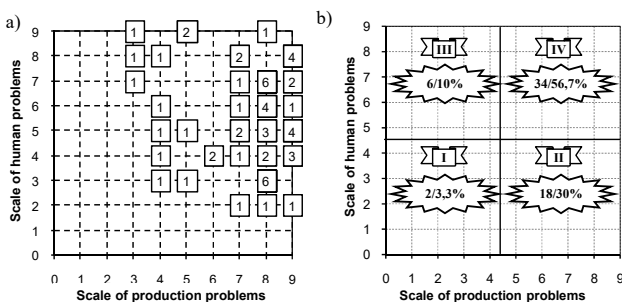 a)
Scale of human problems
9 1 2 1
8 1 1 2 4
7 1 1 6 2
6 1 1 4 1
5 1 1 2 3 4
4 1 2 1 2 3
3 1 1 6
2 1 1 1
1
0
0 1 2 3 4 5 6 7 8 9
Scale of production problems
b)
Scale of human problems
9
8
7
6
5
4
3
2
1
0
III IV
6/10% 34/56,7%
I II
2/3,3% 18/30%
0 1 2 3 4 5 6 7 8 9
Scale of production problems